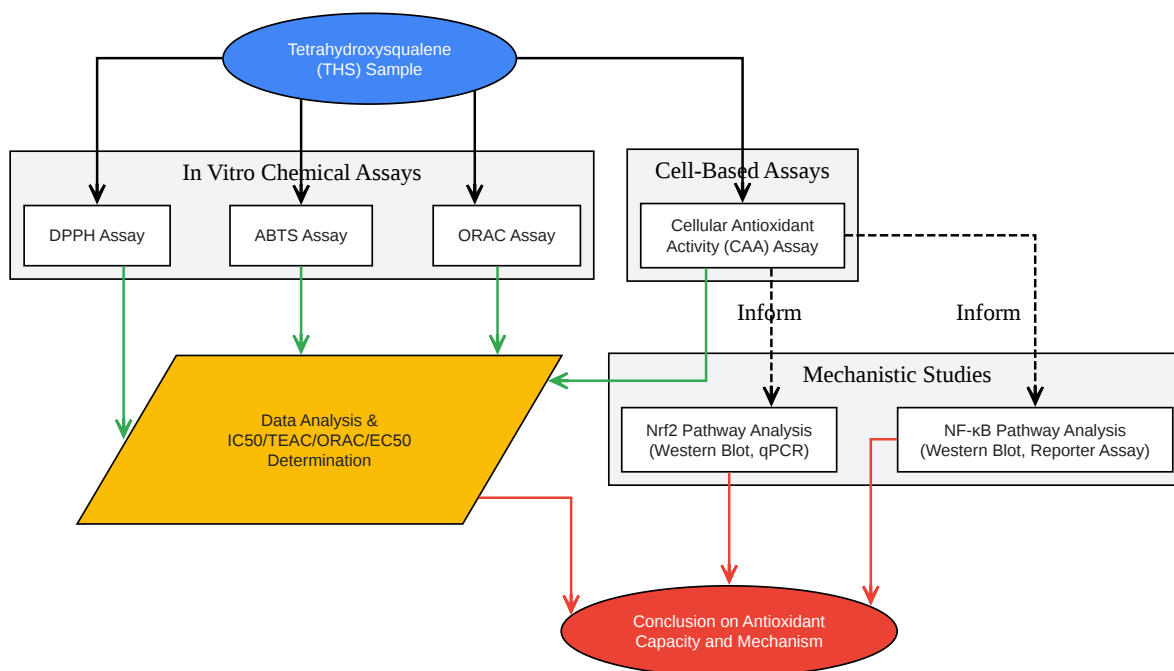 Tetrahydroxysqualene
(THS) Sample
In Vitro Chemical Assays
Cell-Based Assays
DPPH Assay
ABTS Assay
ORAC Assay
Cellular Antioxidant
Activity (CAA) Assay
Inform
Inform
Mechanistic Studies
Data Analysis &
IC50/TEAC/ORAC/EC50
Determination
Nrf2 Pathway Analysis
(Western Blot, qPCR)
NF-κB Pathway Analysis
(Western Blot, Reporter Assay)
Conclusion on Antioxidant
Capacity and Mechanism